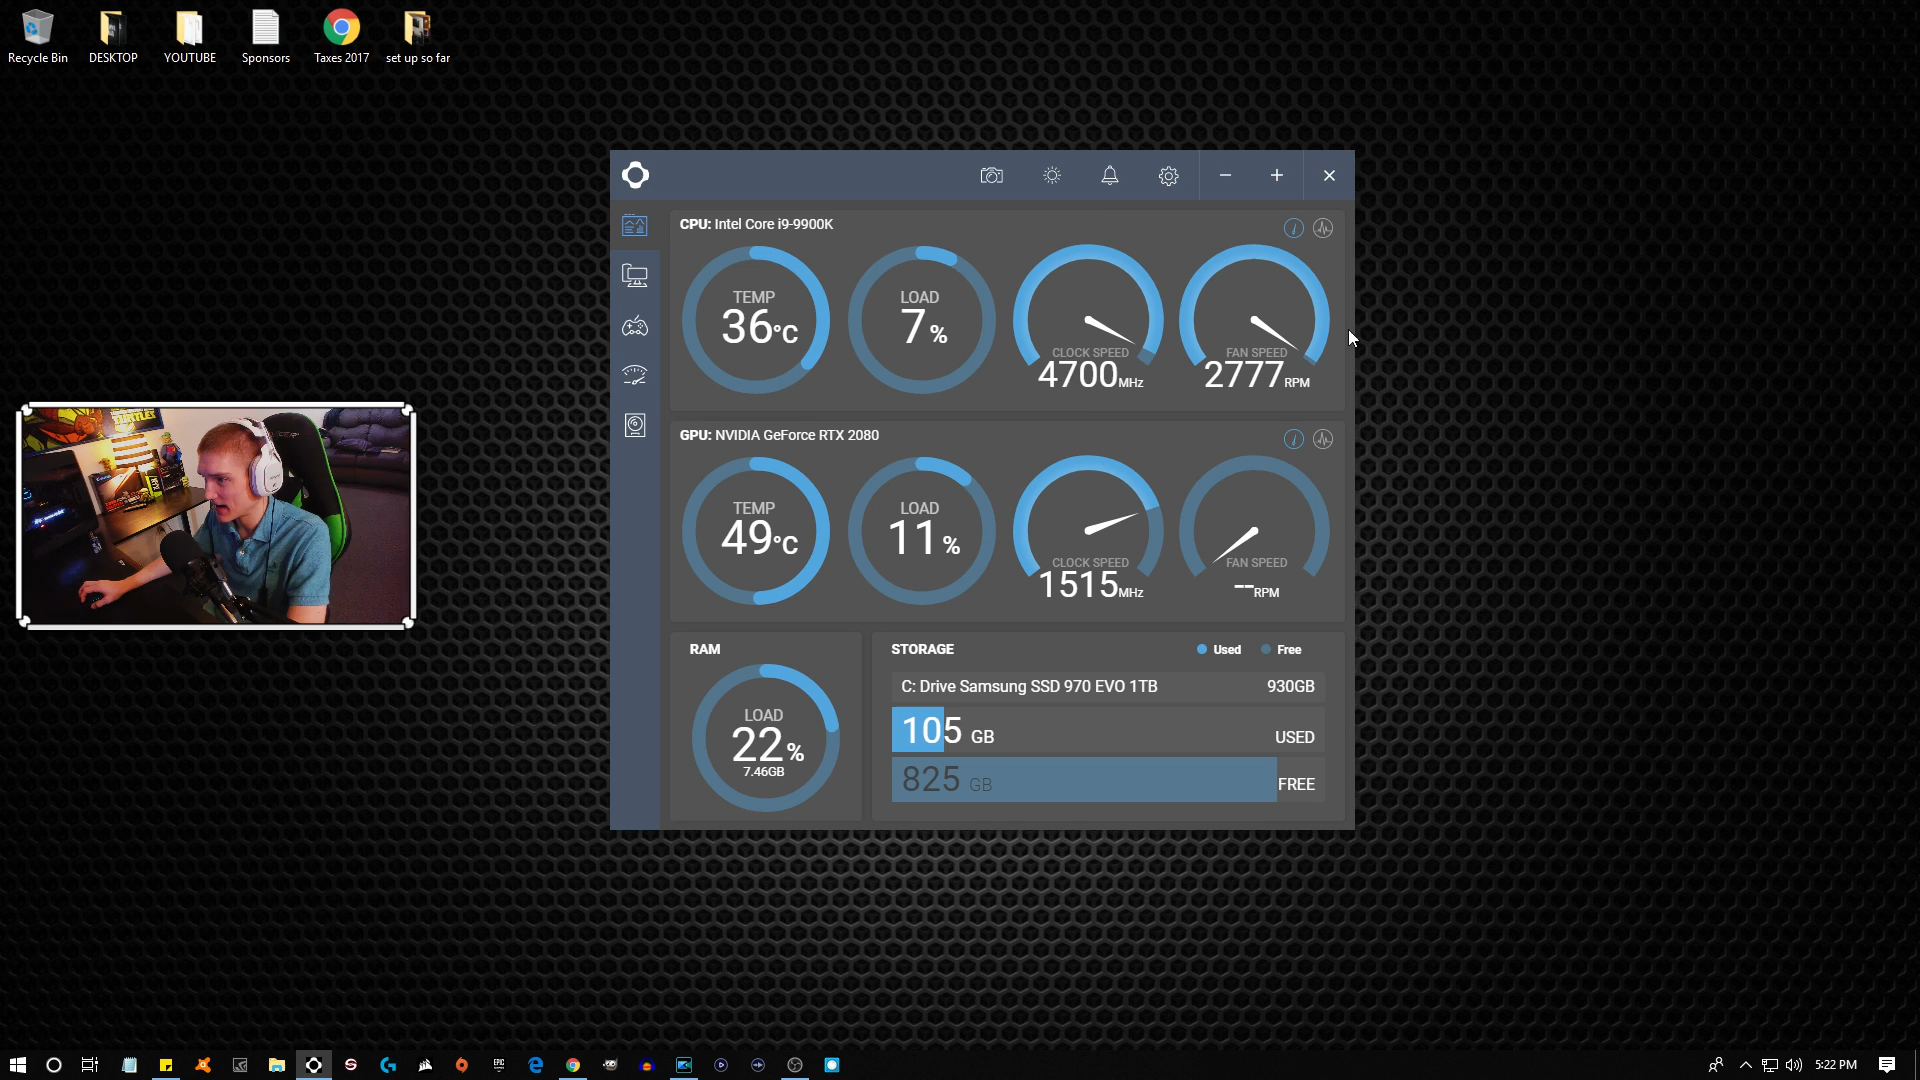 Recycle Bin
DESKTOP
YOUTUBE
Sponsors
Taxes 2017
set up so far
CPU: Intel Core i9-9900K
TEMP
36°C
LOAD
7%
CLOCK SPEED
4700MHz
FAN SPEED
2777RPM
GPU: NVIDIA GeForce RTX 2080
TEMP
49°C
LOAD
11%
CLOCK SPEED
1515MHz
FAN SPEED
--RPM
RAM
LOAD
22%
7.46GB
STORAGE
Used
Free
C: Drive Samsung SSD 970 EVO 1TB
930GB
105 GB
USED
825 GB
FREE
TURTLES
EPIC
5:22 PM